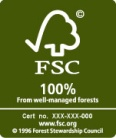 FSC
100%
From well-managed forests
Cert no. XXX-XXX-000
www.fsc.org
© 1996 Forest Stewardship Council